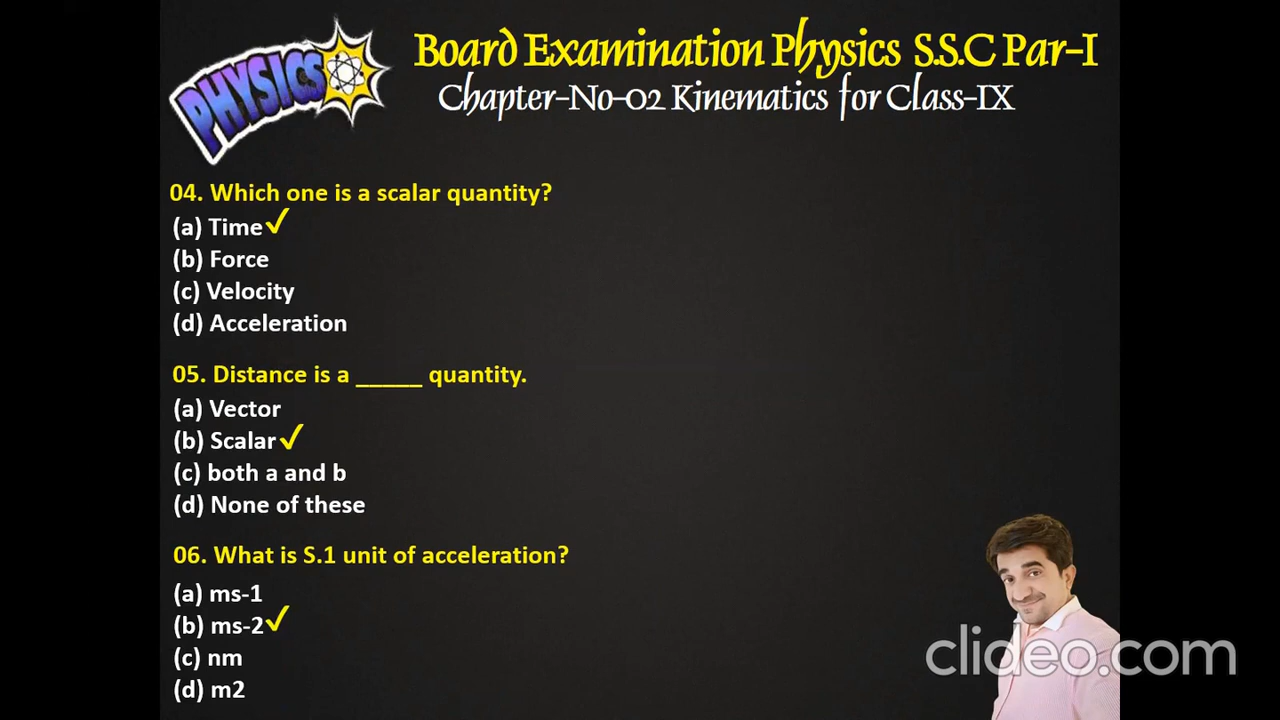 PHYSICS
Board Examination Physics S.S.C Par-I
Chapter-No-02 Kinematics for Class-IX
04. Which one is a scalar quantity?
(a) Time✓
(b) Force
(c) Velocity
(d) Acceleration
05. Distance is a _____ quantity.
(a) Vector
(b) Scalar✓
(c) both a and b
(d) None of these
06. What is S.1 unit of acceleration?
(a) ms-1
(b) ms-2✓
(c) nm
(d) m2
clideo.com